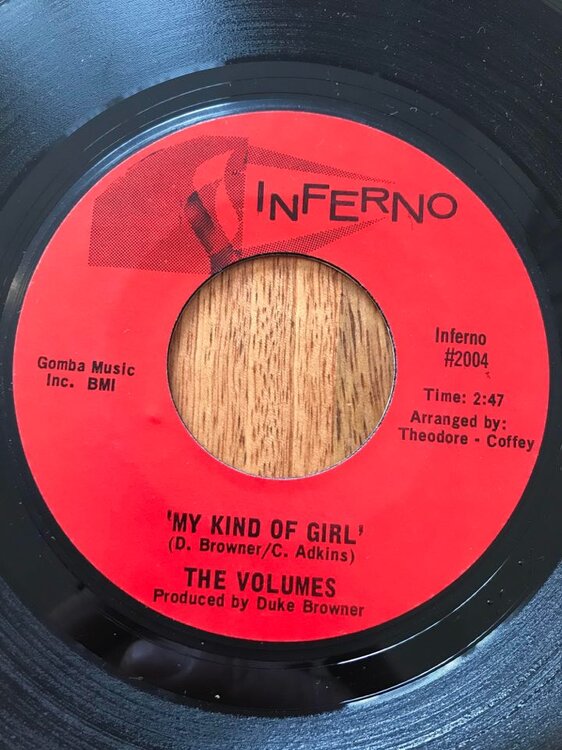 INFERNO
Inferno
#2004
Gomba Music
Inc. BMI
Time: 2:47
Arranged by:
Theodore - Coffey
'MY KIND OF GIRL'
(D. Browner/C. Adkins)
THE VOLUMES
Produced by Duke Browner